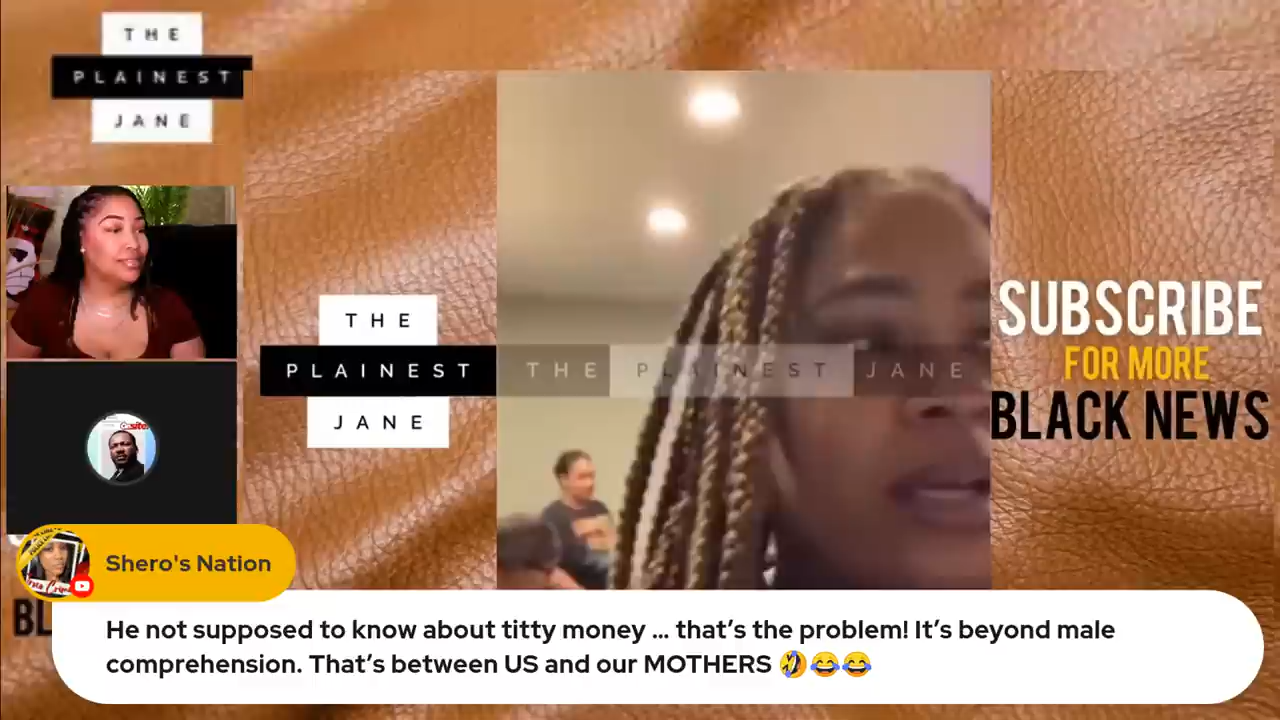 THE
PLAINEST
JANE
THE
PLAINEST
JANE
THE PLAINEST JANE
SUBSCRIBE
FOR MORE
BLACK NEWS
Shero's Nation
BL
He not supposed to know about titty money ... that's the problem! It's beyond male
comprehension. That's between US and our MOTHERS 🤣😂😂